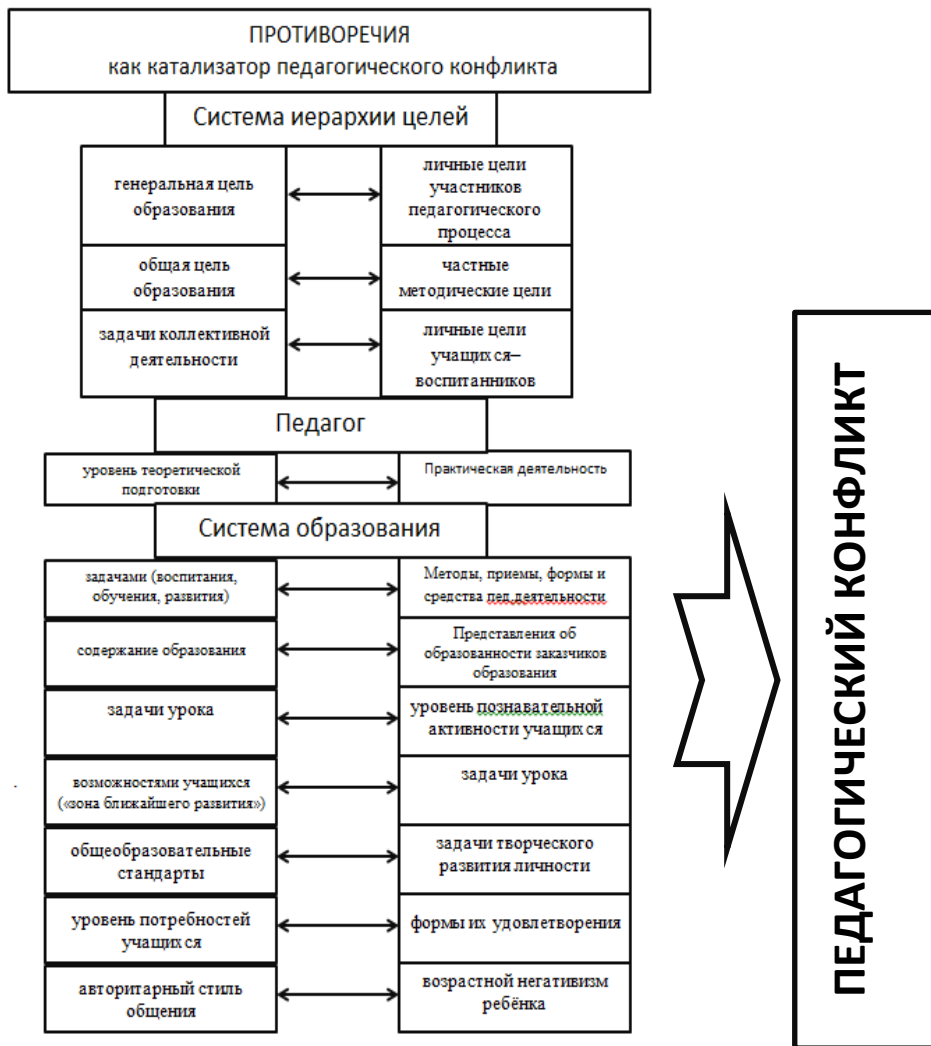 ПРОТИВОРЕЧИЯ
как катализатор педагогического конфликта
Система иерархии целей
генеральная цель
образования
личные цели
участников
педагогического
процесса
общая цель
образования
частные
методические цели
задачи коллективной
деятельности
личные цели
учащихся–
воспитанников
Педагог
уровень теоретической
подготовки
Практическая деятельность
Система образования
задачами (воспитания,
обучения, развития)
Методы, приемы, формы и
средства пед.деятельности
содержание образования
Представления об
образованности заказчиков
образования
задачи урока
уровень познавательной
активности учащихся
возможностями учащихся
(«зона ближайшего развития»)
задачи урока
общеобразовательные
стандарты
задачи творческого
развития личности
уровень потребностей
учащихся
формы их удовлетворения
авторитарный стиль
общения
возрастной негативизм
ребёнка
ПЕДАГОГИЧЕСКИЙ КОНФЛИКТ